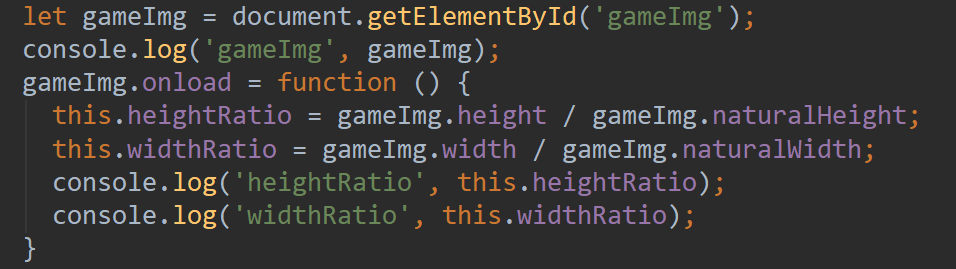 let gameImg = document.getElementById('gameImg');
console.log('gameImg', gameImg);
gameImg.onload = function () {
  this.heightRatio = gameImg.height / gameImg.naturalHeight;
  this.widthRatio = gameImg.width / gameImg.naturalWidth;
  console.log('heightRatio', this.heightRatio);
  console.log('widthRatio', this.widthRatio);
}